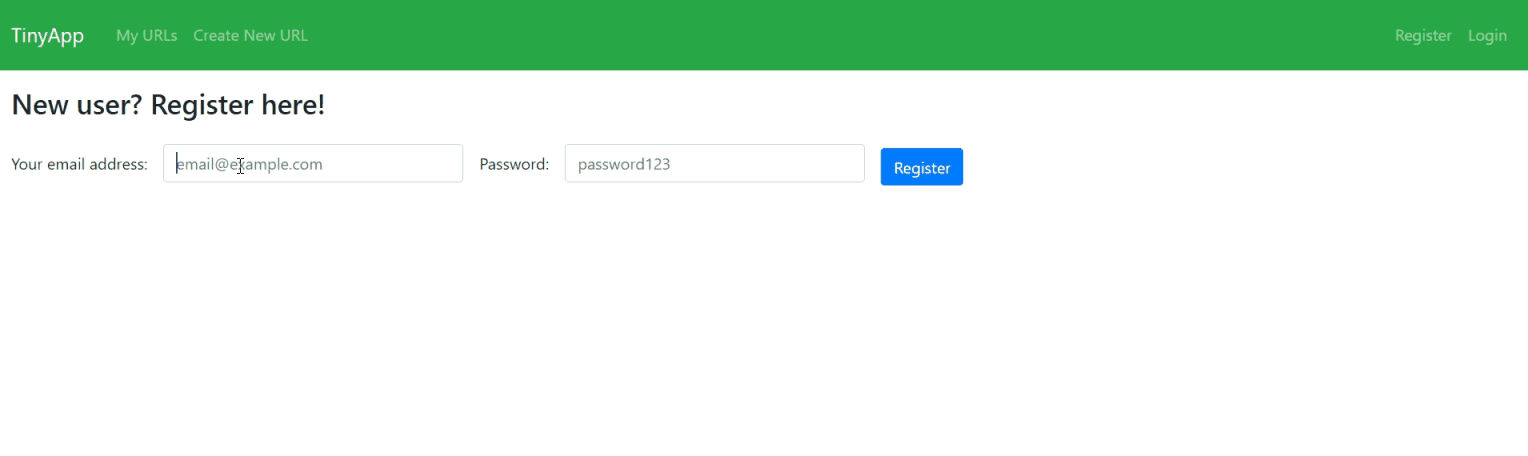 TinyApp My URLs Create New URL Register Login
New user? Register here!
Your email address: email@example.com Password: password123 Register